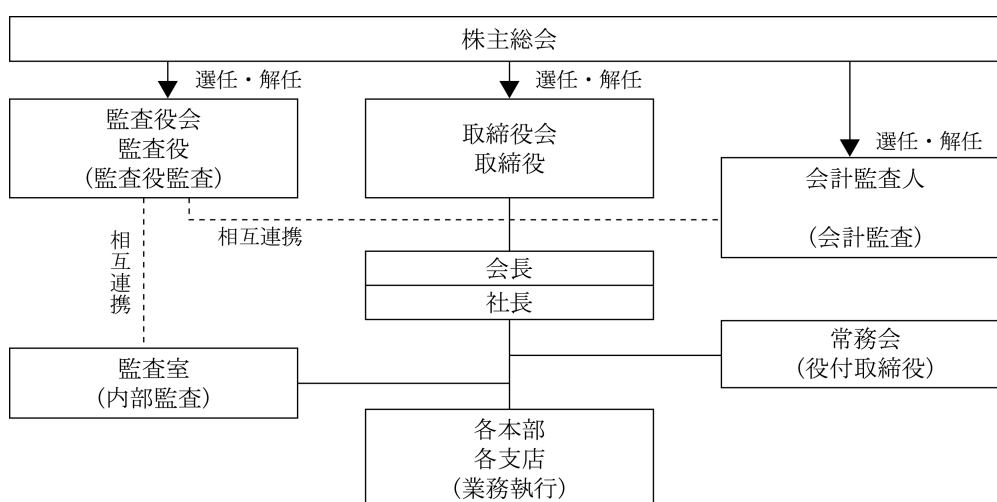 株主総会
選任・解任
選任・解任
監査役会
監査役
(監査役監査)
取締役会
取締役
選任・解任
会計監査人
(会計監査)
相互連携
相互連携
会長
社長
常務会
(役付取締役)
監査室
(内部監査)
各本部
各支店
(業務執行)